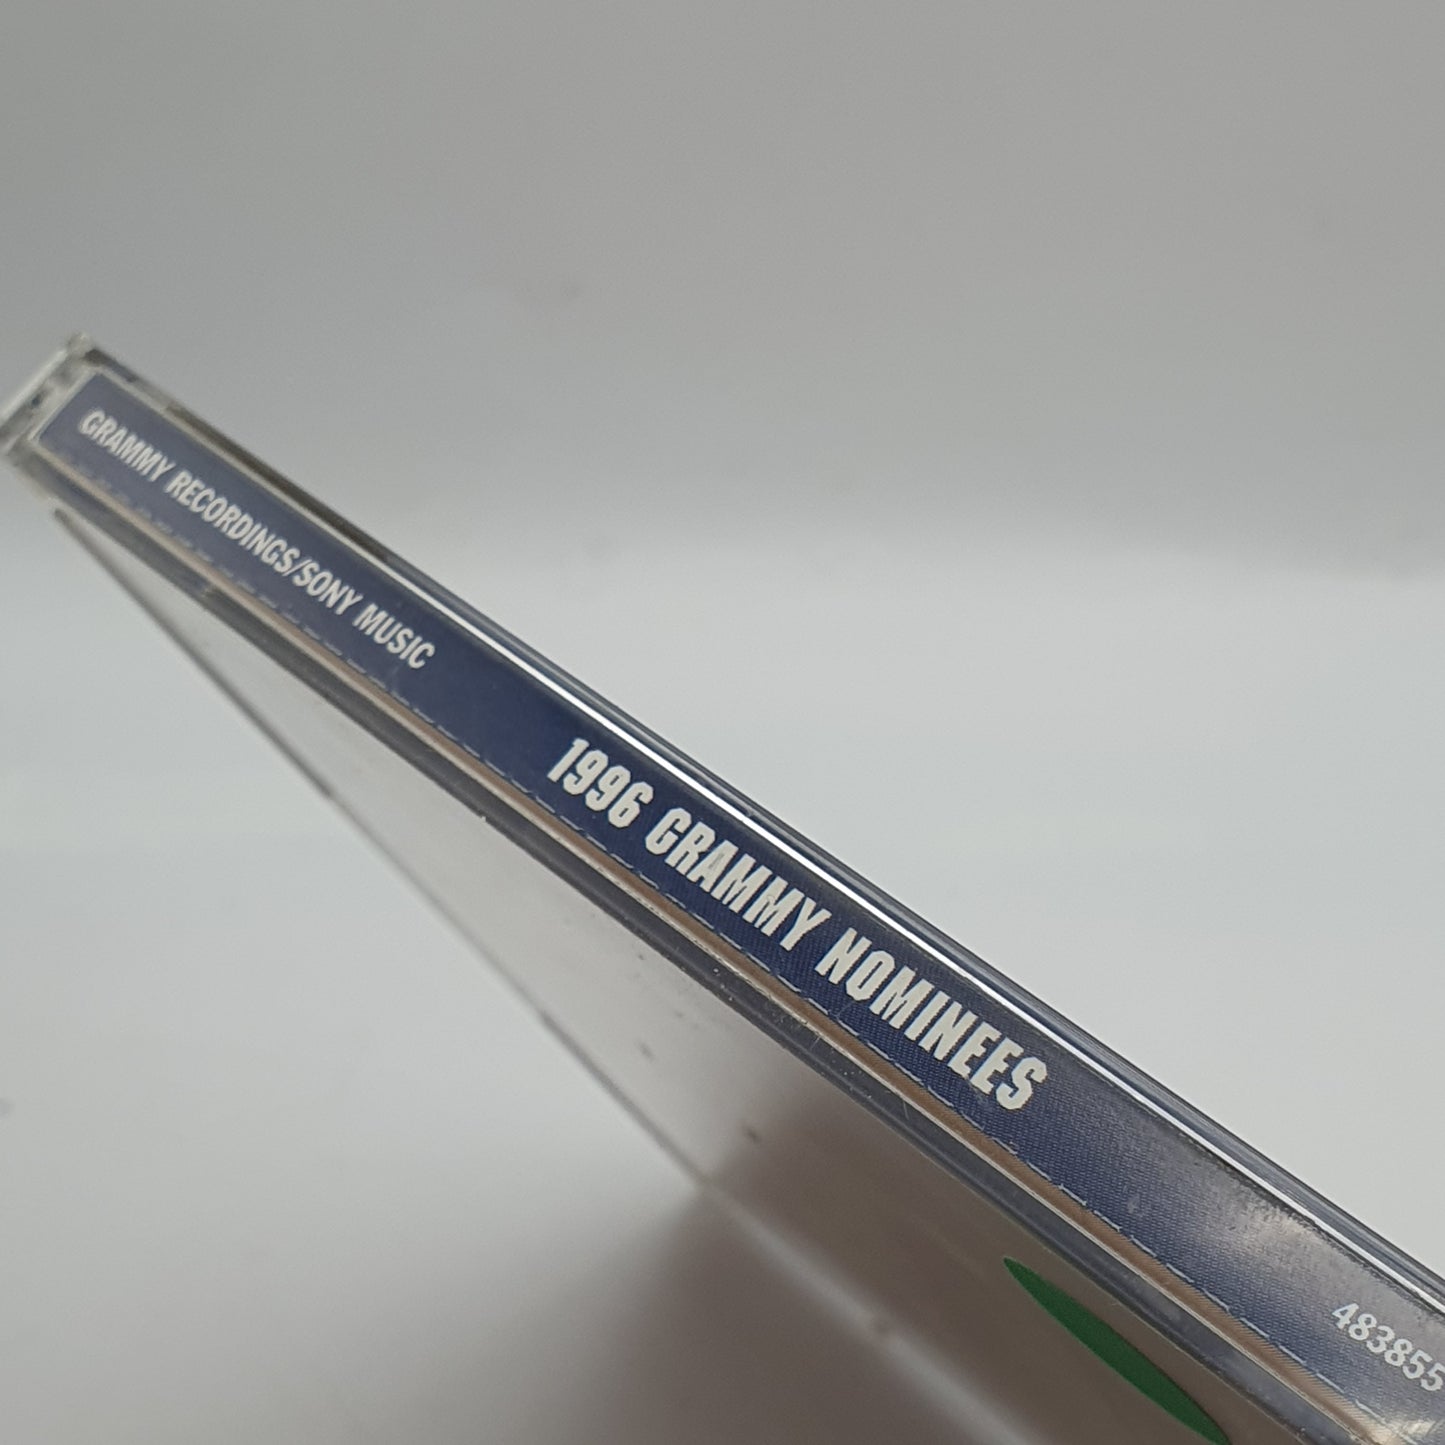 GRAMMY RECORDINGS/SONY MUSIC
1996 GRAMMY NOMINEES
483855